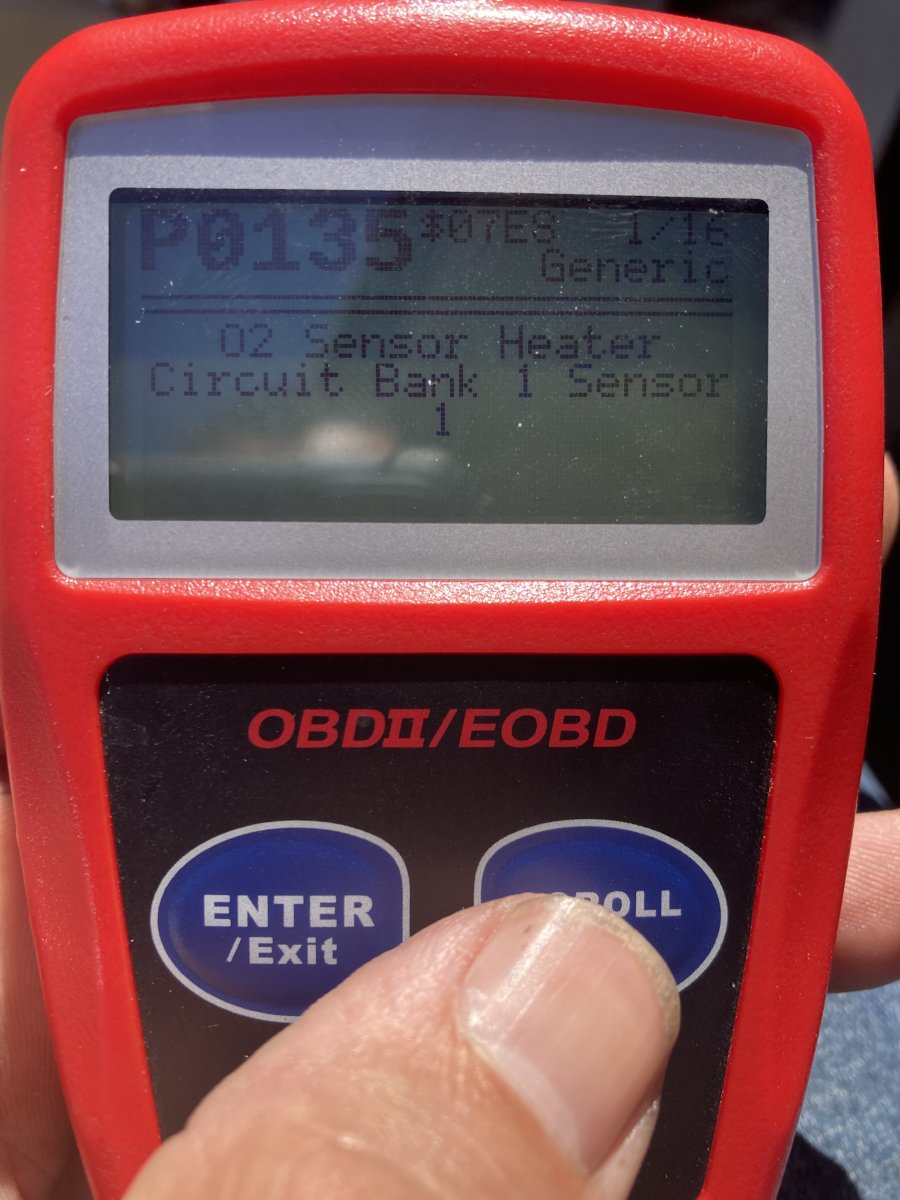 P0135 $07E8 1/16
Generic
O2 Sensor Heater
Circuit Bank 1 Sensor
1
OBDII/EOBD
ENTER
/Exit